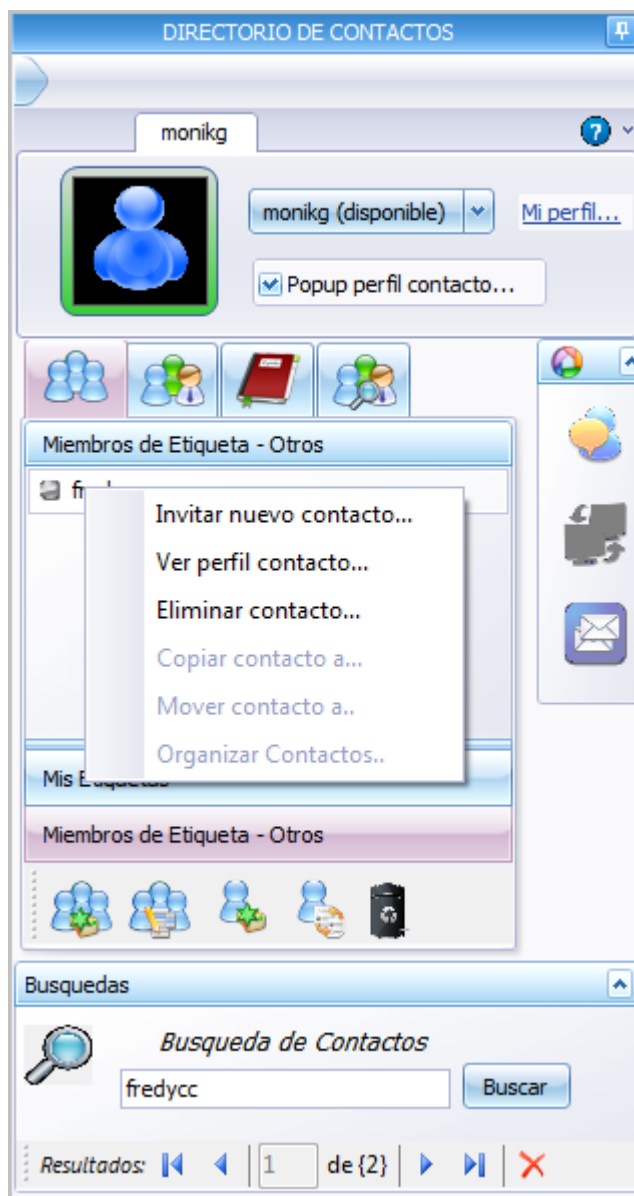 DIRECTORIO DE CONTACTOS
monikg
monikg (disponible)
Mi perfil...
Popup perfil contacto...
Miembros de Etiqueta - Otros
Invitar nuevo contacto...
Ver perfil contacto...
Eliminar contacto...
Copiar contacto a...
Mover contacto a..
Organizar Contactos..
Mis Etiquetas
Miembros de Etiqueta - Otros
Busquedas
Busqueda de Contactos
fredycc
Buscar
Resultados: 1 de {2}